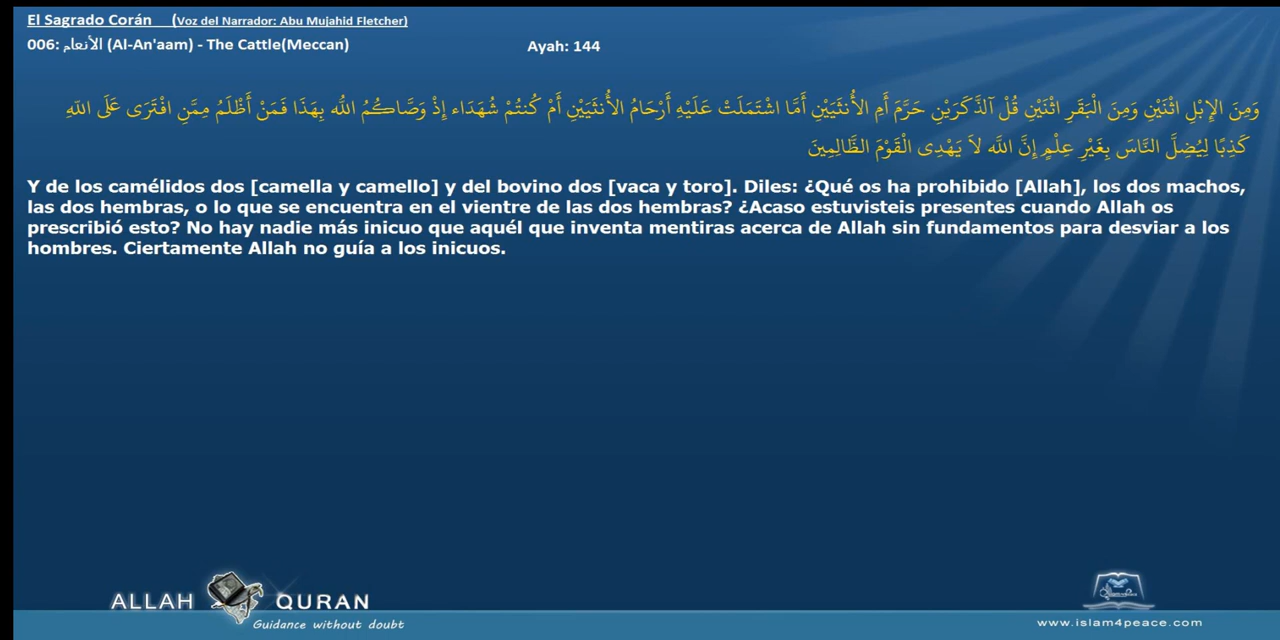 El Sagrado Corán (Voz del Narrador: Abu Mujahid Fletcher)
006: الأنعام (Al-An'aam) - The Cattle(Meccan) Ayah: 144
وَمِنَ الإِبْلِ اثْنَيْنِ وَمِنَ الْبَقَرِ اثْنَيْنِ قُلْ آلذَّكَرَيْنِ حَرَّمَ أَمِ الأُنثَيَيْنِ أَمَّا اشْتَمَلَتْ عَلَيْهِ أَرْحَامُ الأُنثَيَيْنِ أَمْ كُنتُمْ شُهَدَاء إِذْ وَصَّاكُمُ اللّهُ بِهَذَا فَمَنْ أَظْلَمُ مِمَّنِ افْتَرَى عَلَى اللّهِ
كَذِبًا لِيُضِلَّ النَّاسَ بِغَيْرِ عِلْمٍ إِنَّ اللّهَ لاَ يَهْدِى الْقَوْمَ الظَّالِمِينَ
Y de los camélidos dos [camella y camello] y del bovino dos [vaca y toro]. Diles: ¿Qué os ha prohibido [Allah], los dos machos,
las dos hembras, o lo que se encuentra en el vientre de las dos hembras? ¿Acaso estuvisteis presentes cuando Allah os
prescribió esto? No hay nadie más inicuo que aquél que inventa mentiras acerca de Allah sin fundamentos para desviar a los
hombres. Ciertamente Allah no guía a los inicuos.
ALLAH QURAN
Guidance without doubt
www.islam4peace.com